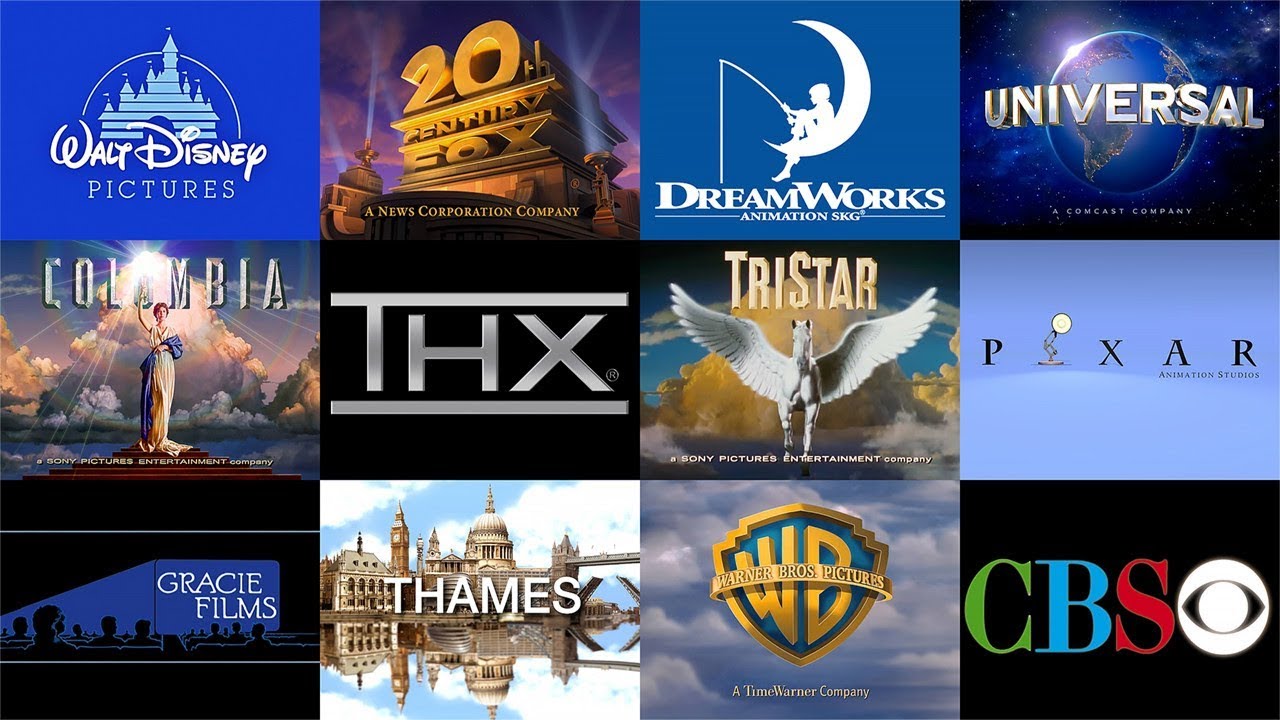 WALT DISNEY
PICTURES
20th
CENTURY
FOX
®
A NEWS CORPORATION COMPANY
DREAMWORKS
ANIMATION SKG®
UNIVERSAL
A COMCAST COMPANY
COLUMBIA
a SONY PICTURES ENTERTAINMENT company
THX®
TRISTAR
a SONY PICTURES ENTERTAINMENT company
P XAR
ANIMATION STUDIOS
GRACIE
FILMS
THAMES
WB
WARNER BROS. PICTURES
A TimeWarner Company
CBS